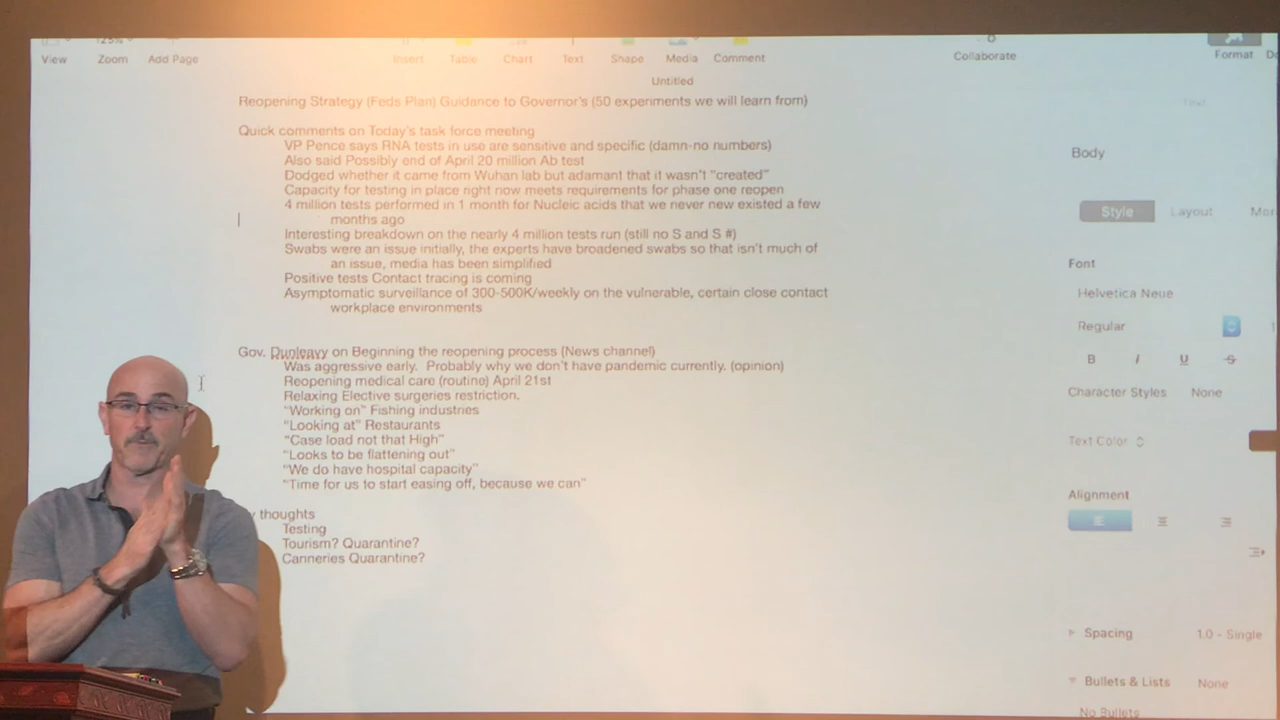 125%
View Zoom Add Page Insert Table Chart Text Shape Media Comment Collaborate Format
Untitled
Reopening Strategy (Feds Plan) Guidance to Governor's (50 experiments we will learn from)
Quick comments on Today's task force meeting
VP Pence says RNA tests in use are sensitive and specific (damn-no numbers)
Also said Possibly end of April 20 million Ab test
Dodged whether it came from Wuhan lab but adamant that it wasn't "created"
Capacity for testing in place right now meets requirements for phase one reopen
4 million tests performed in 1 month for Nucleic acids that we never new existed a few
months ago
Interesting breakdown on the nearly 4 million tests run (still no S and S #)
Swabs were an issue initially, the experts have broadened swabs so that isn't much of
an issue, media has been simplified
Positive tests Contact tracing is coming
Asymptomatic surveillance of 300-500K/weekly on the vulnerable, certain close contact
workplace environments
Gov. Dunleavy on Beginning the reopening process (News channel)
Was aggressive early. Probably why we don't have pandemic currently. (opinion)
Reopening medical care (routine) April 21st
Relaxing Elective surgeries restriction.
"Working on" Fishing industries
"Looking at" Restaurants
"Case load not that High"
"Looks to be flattening out"
"We do have hospital capacity"
"Time for us to start easing off, because we can"
y thoughts
Testing
Tourism? Quarantine?
Canneries Quarantine?
Text
Body
Style Layout Mor
Font
Helvetica Neue
Regular
B I U S
Character Styles None
Text Color
Alignment
Spacing 1.0 - Single
Bullets & Lists None
No Bullets